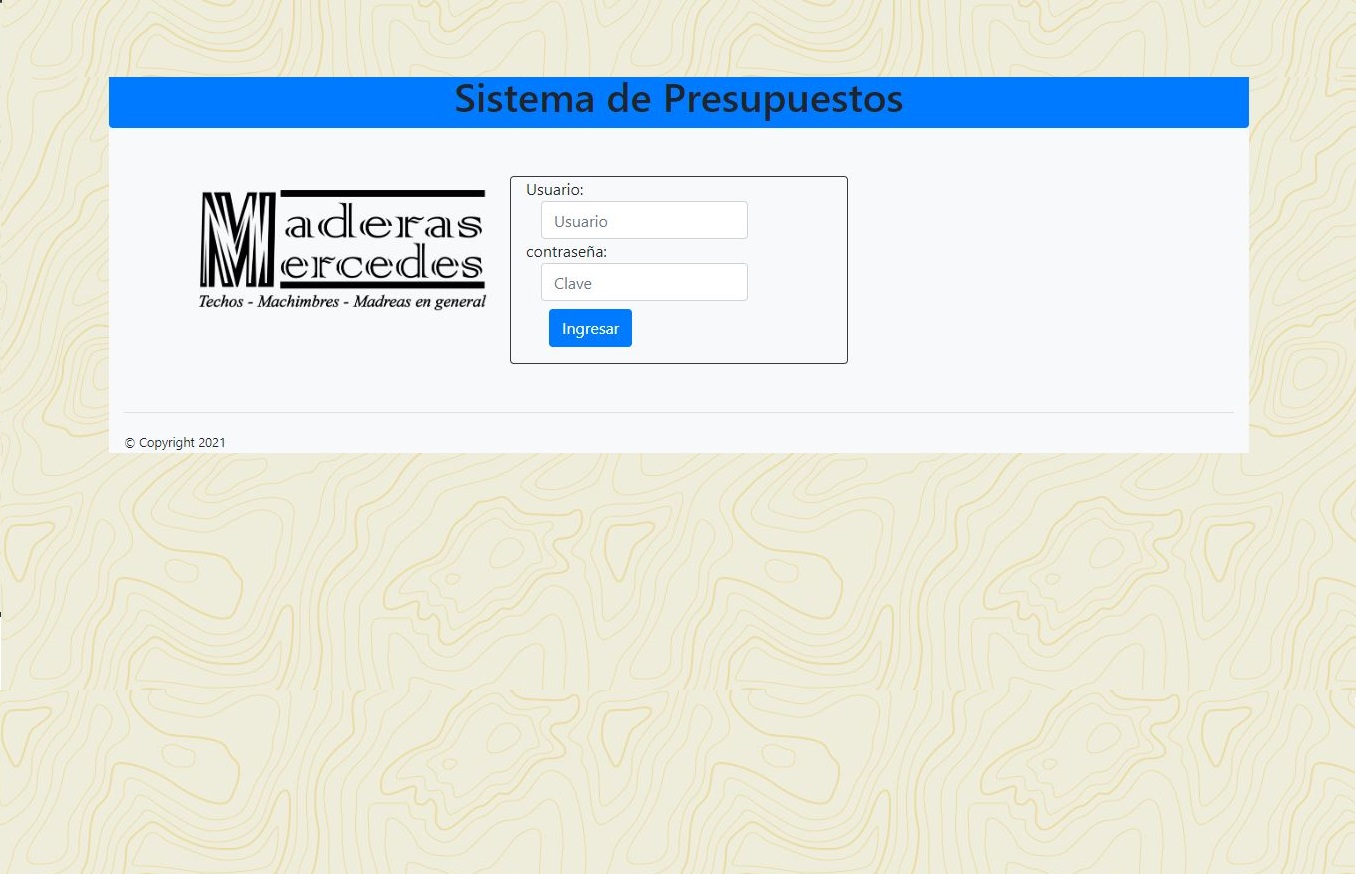 Sistema de Presupuestos
Maderas
Mercedes
Techos - Machimbres - Madreas en general
Usuario:
Usuario
contraseña:
Clave
Ingresar
© Copyright 2021